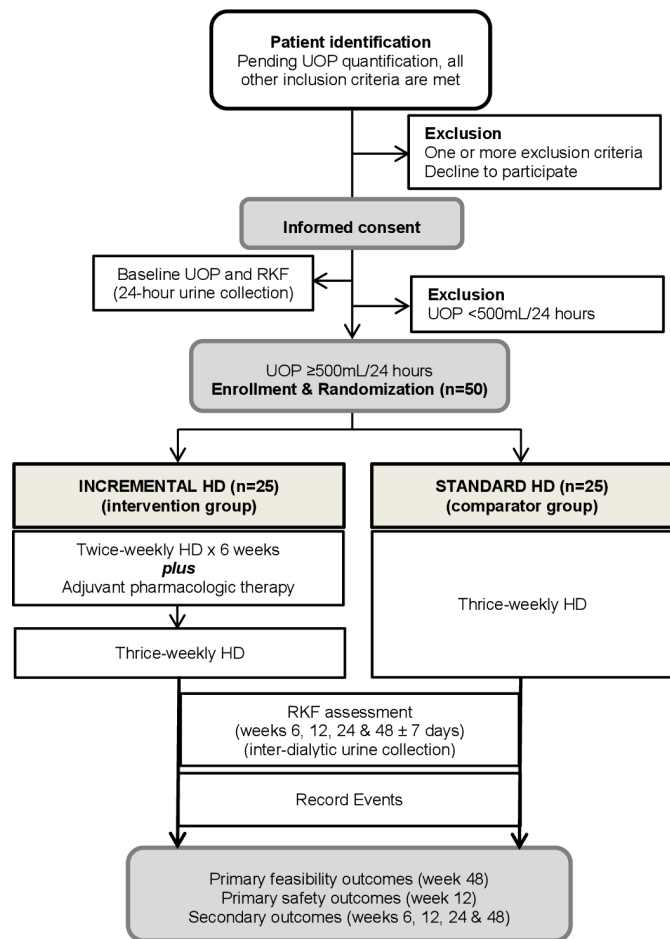 Patient identification
Pending UOP quantification, all
other inclusion criteria are met
Exclusion
One or more exclusion criteria
Decline to participate
Informed consent
Baseline UOP and RKF
(24-hour urine collection)
Exclusion
UOP <500mL/24 hours
UOP ≥500mL/24 hours
Enrollment & Randomization (n=50)
INCREMENTAL HD (n=25)
(intervention group)
STANDARD HD (n=25)
(comparator group)
Twice-weekly HD x 6 weeks
plus
Adjuvant pharmacologic therapy
Thrice-weekly HD
Thrice-weekly HD
RKF assessment
(weeks 6, 12, 24 & 48 ± 7 days)
(inter-dialytic urine collection)
Record Events
Primary feasibility outcomes (week 48)
Primary safety outcomes (week 12)
Secondary outcomes (weeks 6, 12, 24 & 48)